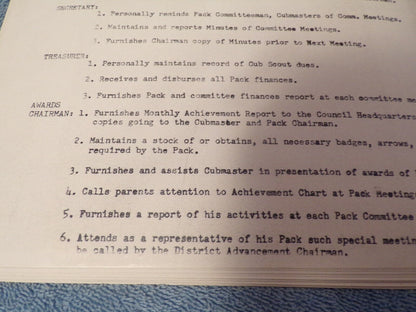 SECRETARY:
1. Personally reminds Pack Committeeman, Cubmasters of Comm. Meetings.
2. Maintains and reports Minutes of Committee Meetings.
3. Furnishes Chairman copy of Minutes prior to Next Meeting.
TREASURER:
1. Personally maintains record of Cub Scout dues.
2. Receives and disburses all Pack finances.
3. Furnishes Pack and committee finances report at each committee me
AWARDS
CHAIRMAN: 1. Furnishes Monthly Achievement Report to the Council Headquarters
copies going to the Cubmaster and Pack Chairman.
2. Maintains a stock of or obtains, all necessary badges, arrows,
required by the Pack.
3. Furnishes and assists Cubmaster in presentation of awards of
4. Calls parents attention to Achievement Chart at Pack Meeting
5. Furnishes a report of his activities at each Pack Committee
6. Attends as a representative of his Pack such special meetin
be called by the District Advancement Chairman.